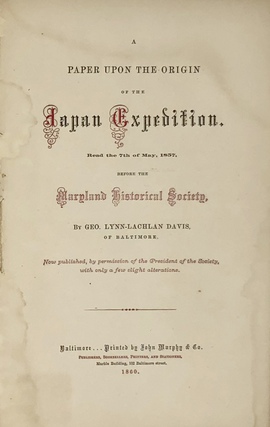 A
PAPER UPON THE ORIGIN
OF THE
Japan Expedition.
Read the 7th of May, 1857,
BEFORE THE
Maryland Historical Society,
BY GEO. LYNN-LACHLAN DAVIS,
OF BALTIMORE.
Now published, by permission of the President of the Society,
with only a few slight alterations.
Baltimore... Printed by John Murphy & Co.
PUBLISHERS, BOOKSELLERS, PRINTERS, AND STATIONERS,
Marble Building, 182 Baltimore street,
1860.